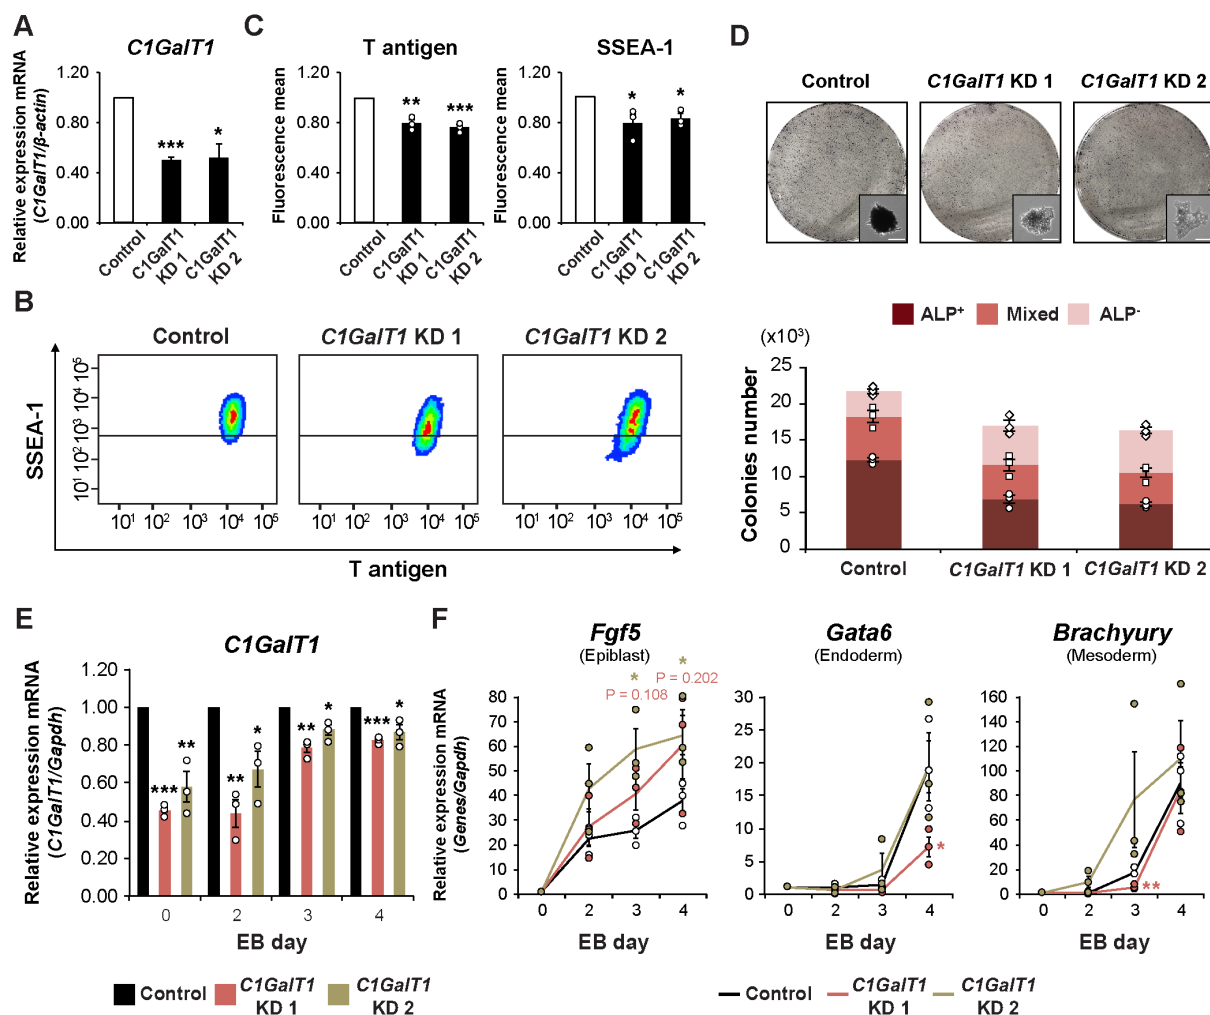 A
C1GalT1
Relative expression mRNA
(C1GalT1/β-actin)
1.20
0.80
0.40
0.00
***
*
Control
C1GalT1
KD 1
C1GalT1
KD 2
C
T antigen
Fluorescence mean
1.20
0.80
0.40
0.00
**
***
Control
C1GalT1
KD 1
C1GalT1
KD 2
SSEA-1
Fluorescence mean
1.20
0.80
0.40
0.00
*
*
Control
C1GalT1
KD 1
C1GalT1
KD 2
D
Control
C1GalT1 KD 1
C1GalT1 KD 2
ALP+
Mixed
ALP-
(x10³)
Colonies number
25
20
15
10
5
0
Control
C1GalT1 KD 1
C1GalT1 KD 2
B
Control
C1GalT1 KD 1
C1GalT1 KD 2
SSEA-1
10⁵
10⁴
10³
10²
10¹
10¹ 10² 10³ 10⁴ 10⁵
10¹ 10² 10³ 10⁴ 10⁵
10¹ 10² 10³ 10⁴ 10⁵
T antigen
E
C1GalT1
Relative expression mRNA
(C1GalT1/Gapdh)
1.20
1.00
0.80
0.60
0.40
0.20
0.00
***
**
**
*
**
*
***
*
0 2 3 4
EB day
Control
C1GalT1
KD 1
C1GalT1
KD 2
F
Fgf5
(Epiblast)
Relative expression mRNA
(Genes/Gapdh)
*
P = 0.202
*
P = 0.108
80
70
60
50
40
30
20
10
0
0 2 3 4
Gata6
(Endoderm)
30
25
20
15
10
5
0
*
0 2 3 4
EB day
Brachyury
(Mesoderm)
160
140
120
100
80
60
40
20
0
**
0 2 3 4
EB day
EB day
Control
C1GalT1
KD 1
C1GalT1
KD 2